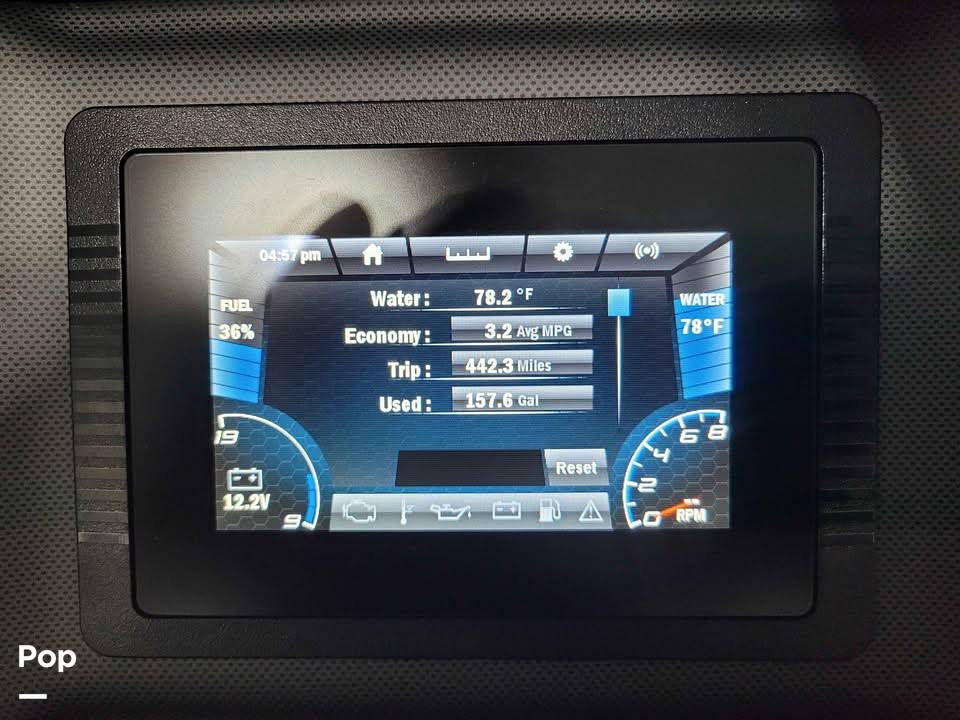 04:57 pm
FUEL
36%
Water: 78.2 °F
Economy: 3.2 Avg MPG
Trip: 442.3 Miles
Used: 157.6 Gal
Reset
WATER
78°F
19
12.2V
9
8
6
4
2
0
RPM
Pop